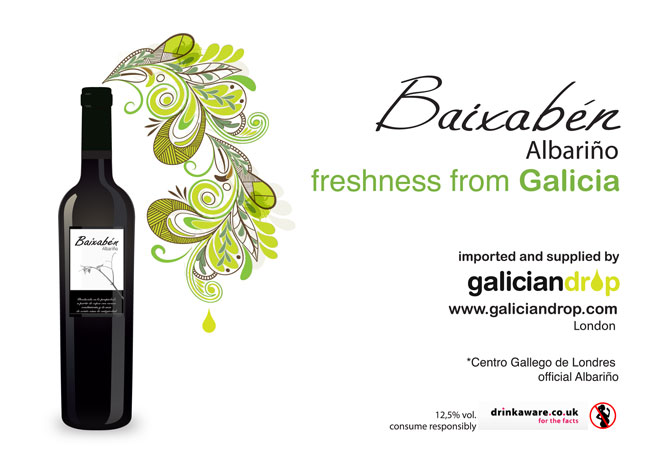 Baixabén
Albariño
freshness from Galicia
imported and supplied by
galiciandrop
www.galiciandrop.com
London
*Centro Gallego de Londres
official Albariño
12,5% vol.
consume responsibly
drinkaware.co.uk
for the facts
Baixabén
Albariño